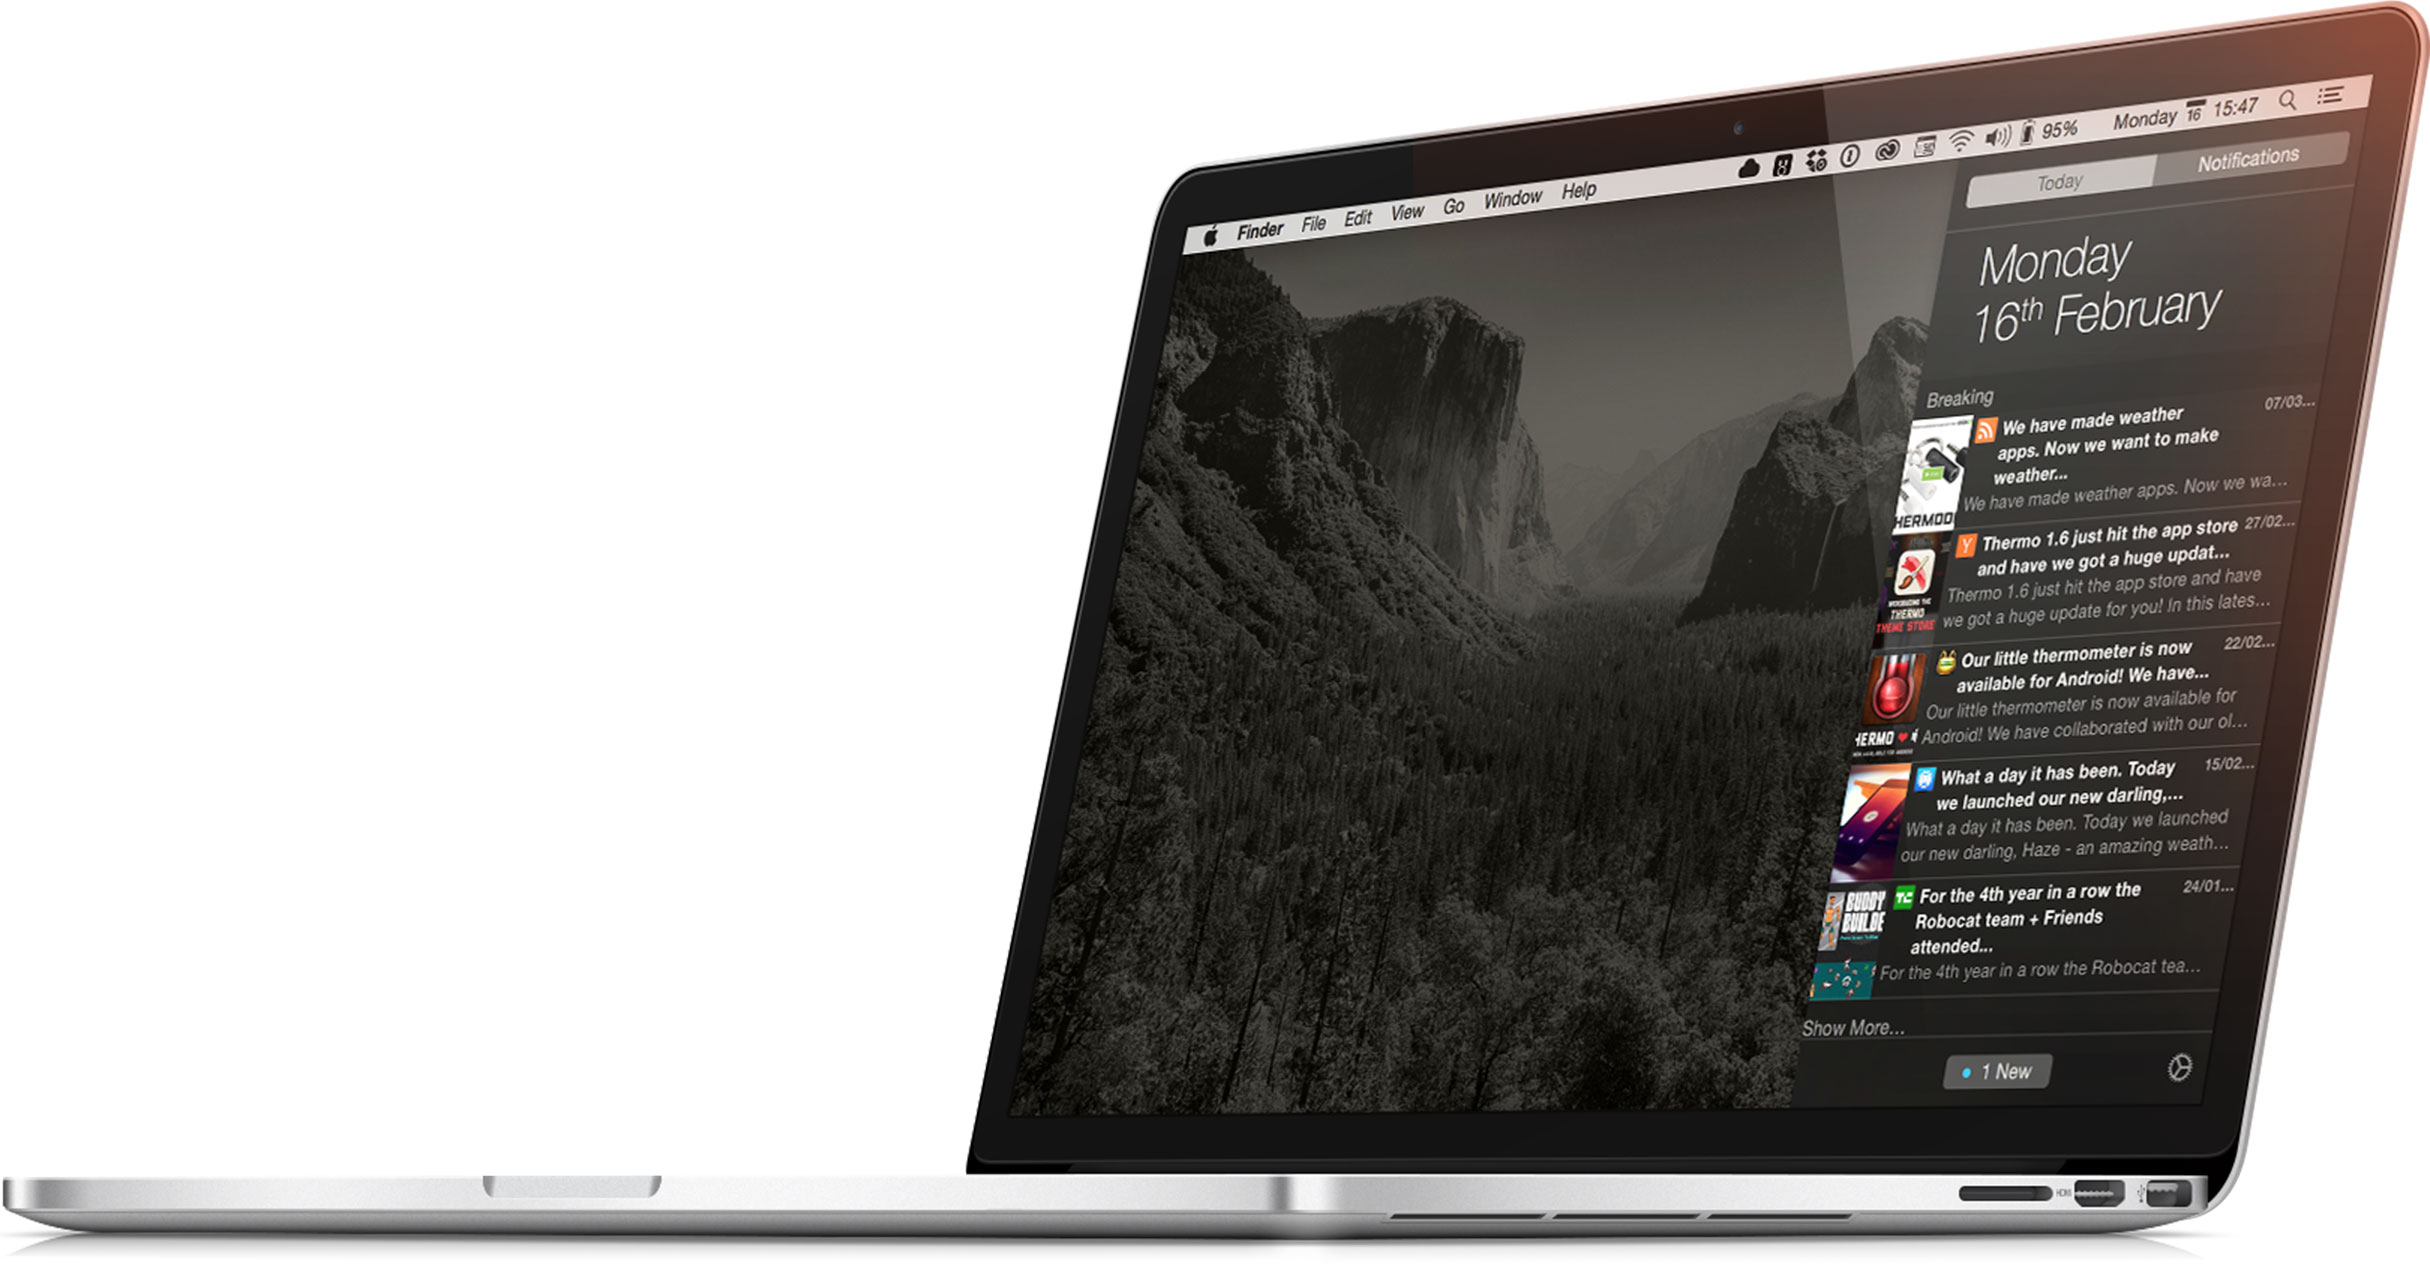 Finder File Edit View Go Window Help
95% Monday 16 15:47
Today Notifications
Monday
16th February
Breaking
We have made weather 07/03...
apps. Now we want to make
weather...
We have made weather apps. Now we wa...
HERMODO
Thermo 1.6 just hit the app store 27/02...
and have we got a huge updat...
Thermo 1.6 just hit the app store and have
we got a huge update for you! In this lates...
THERMO
THEME STORE
Our little thermometer is now 22/02...
available for Android! We have...
Our little thermometer is now available for
Android! We have collaborated with our ol...
HERMO
What a day it has been. Today 15/02...
we launched our new darling,...
What a day it has been. Today we launched
our new darling, Haze - an amazing weath...
TC For the 4th year in a row the 24/01...
Robocat team + Friends
attended...
For the 4th year in a row the Robocat tea...
BUDDY
BUILDE
Show More...
1 New
HDMI